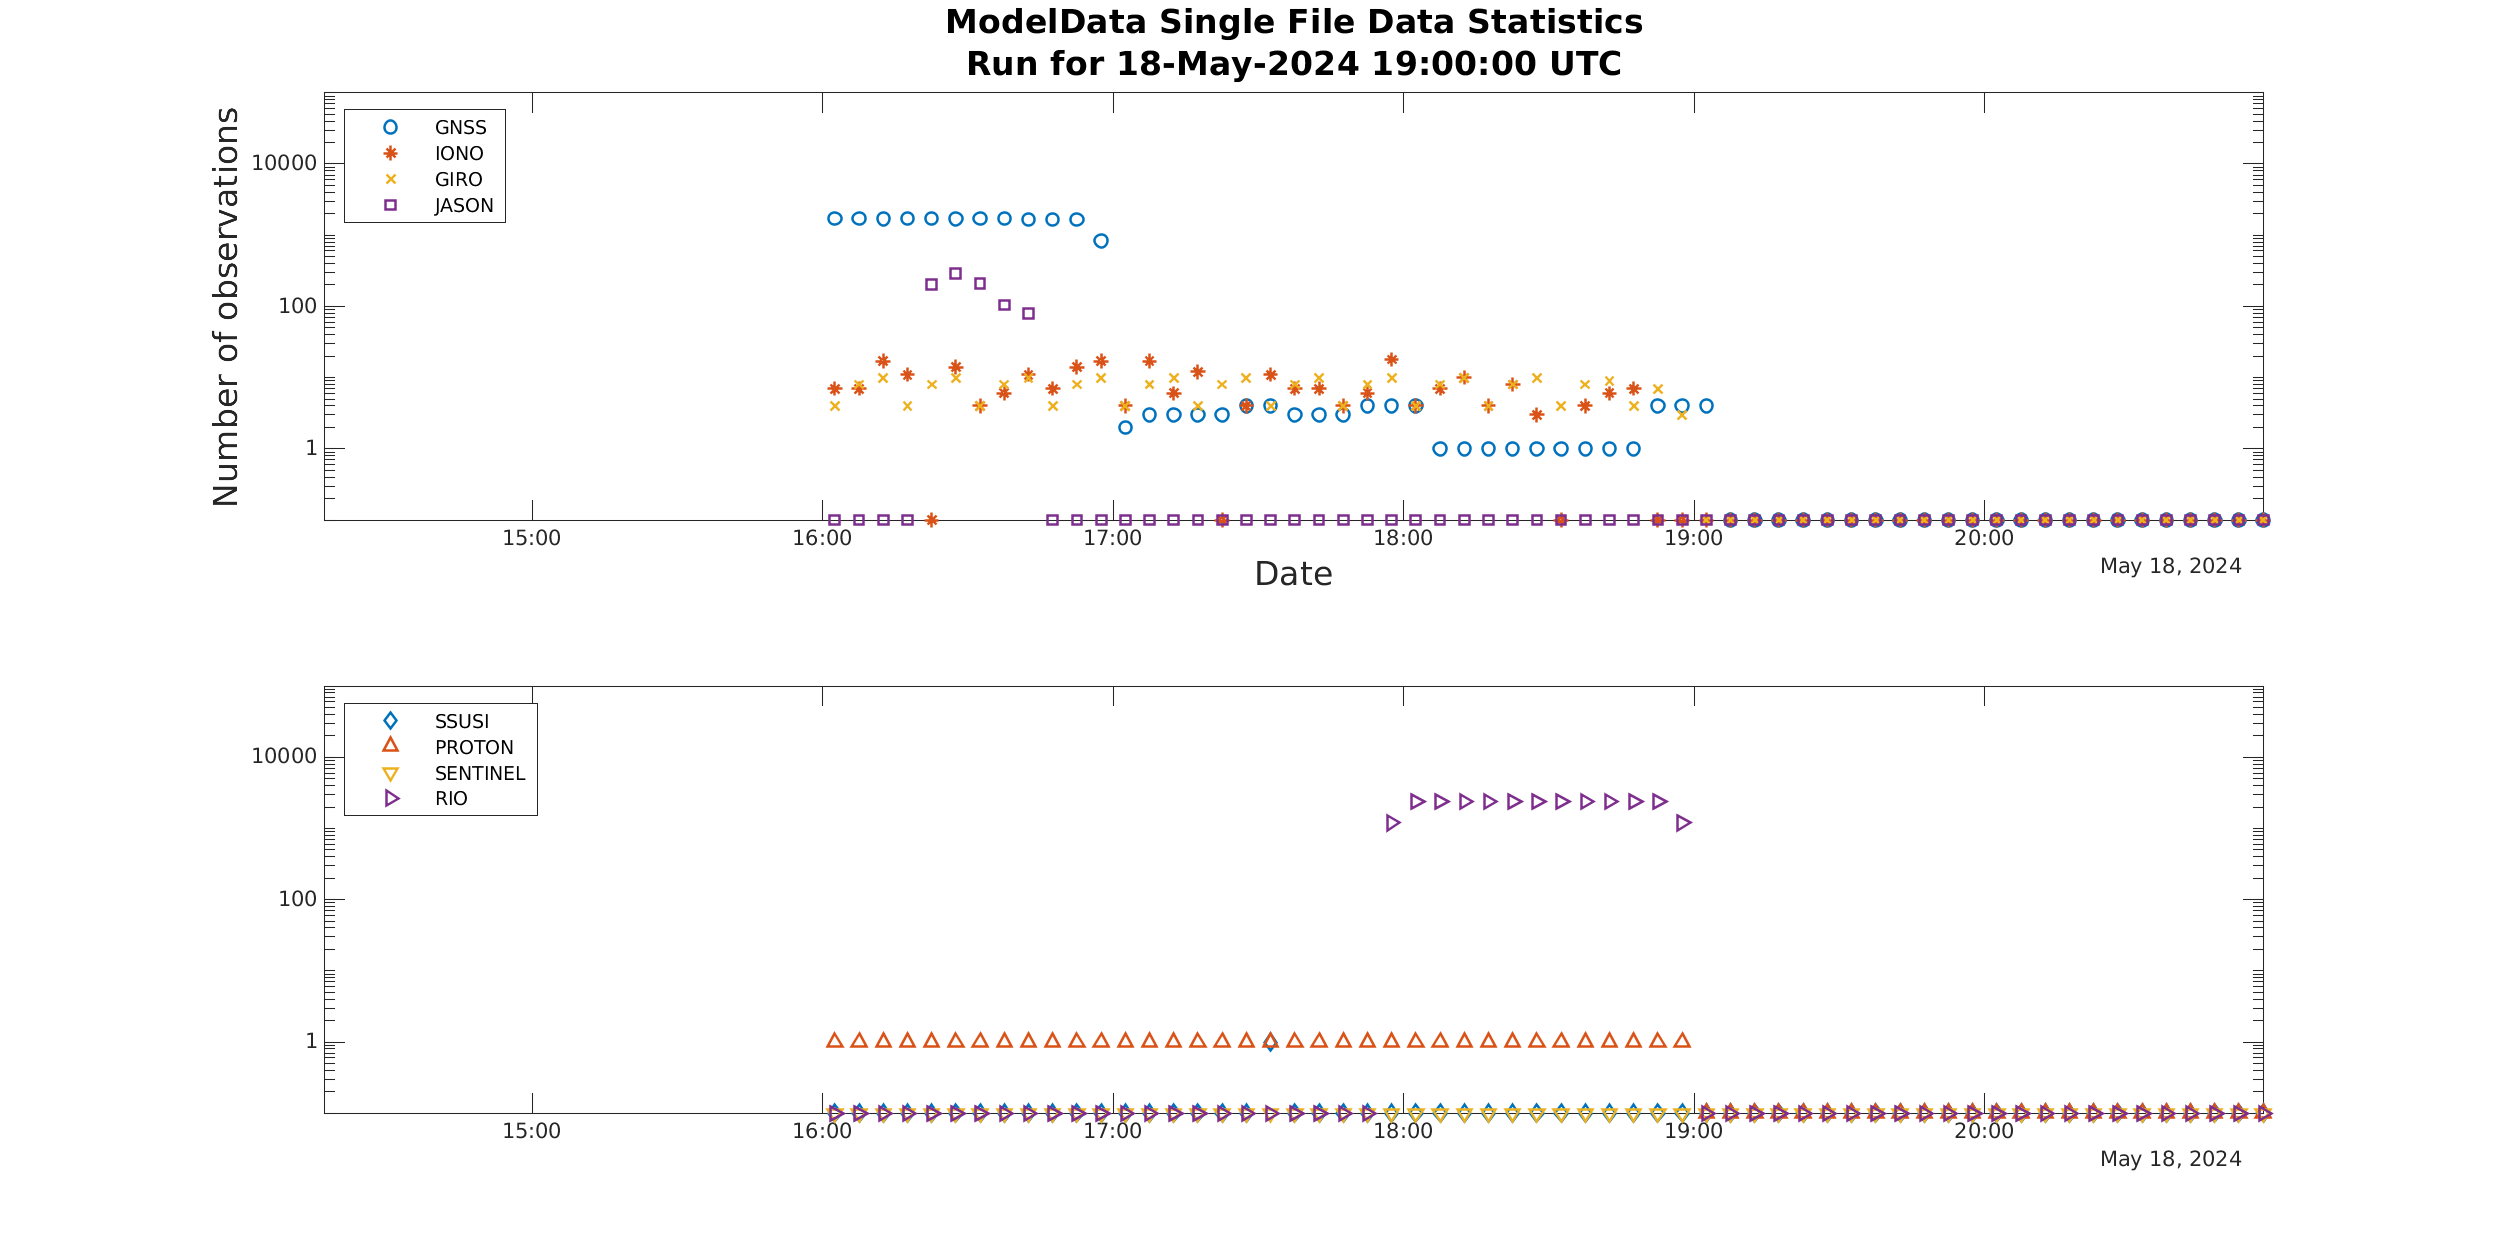 ModelData Single File Data Statistics
Run for 18-May-2024 19:00:00 UTC
Number of observations
10000
100
1
GNSS
IONO
GIRO
JASON
15:00 16:00 17:00 18:00 19:00 20:00
Date
May 18, 2024
10000
100
1
SSUSI
PROTON
SENTINEL
RIO
15:00 16:00 17:00 18:00 19:00 20:00
May 18, 2024